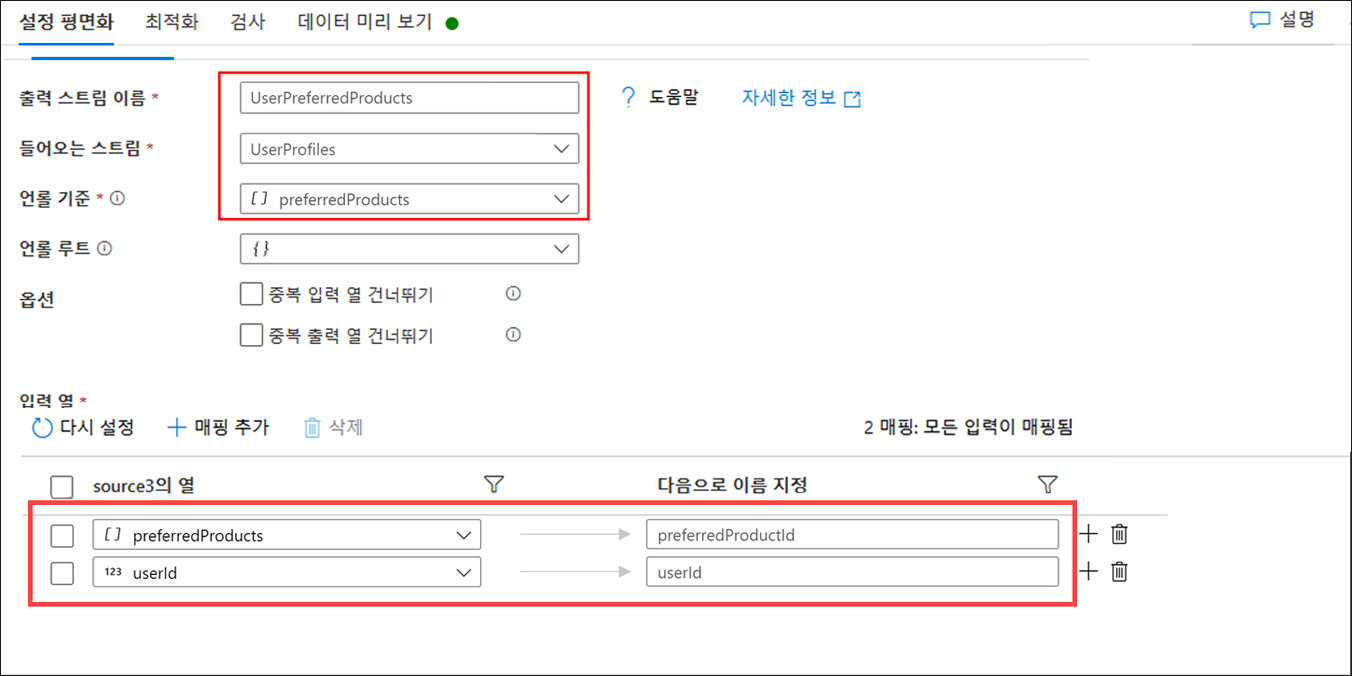 설정 평면화 최적화 검사 데이터 미리 보기 설명
출력 스트림 이름 * UserPreferredProducts ? 도움말 자세한 정보
들어오는 스트림 * UserProfiles
언롤 기준 * [] preferredProducts
언롤 루트 {}
옵션 중복 입력 열 건너뛰기
중복 출력 열 건너뛰기
입력 열 *
다시 설정 + 매핑 추가 삭제 2 매핑: 모든 입력이 매핑됨
source3의 열 다음으로 이름 지정
[] preferredProducts preferredProductId
123 userId userId